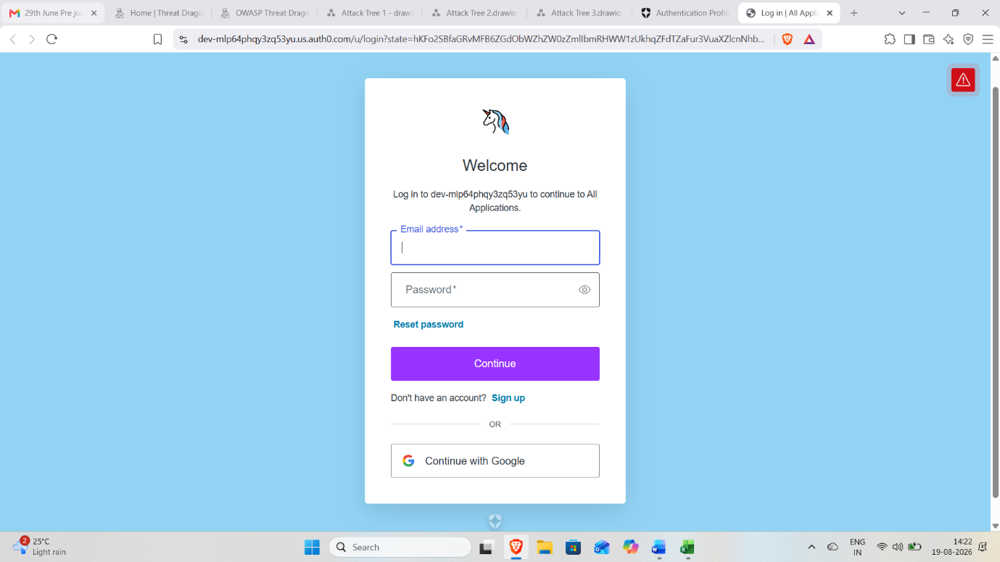 29th June Pre jo
Home | Threat Drago
OWASP Threat Drago
Attack Tree 1 - draw.
Attack Tree 2.drawio
Attack Tree 3.drawio
Authentication Profile
Log in | All Appli
dev-mlp64phqy3zq53yu.us.auth0.com/u/login?state=hKFo2SBfaGRvMFB6ZGdObWZhZW0zZmlIbmRHWW1zUkhqZFdTZaFur3VuaXZlcnNhb...
Welcome
Log in to dev-mlp64phqy3zq53yu to continue to All
Applications.
Email address*
Password*
Reset password
Continue
Don't have an account? Sign up
OR
Continue with Google
2
25°C
Light rain
Search
ENG
IN
14:22
19-08-2026